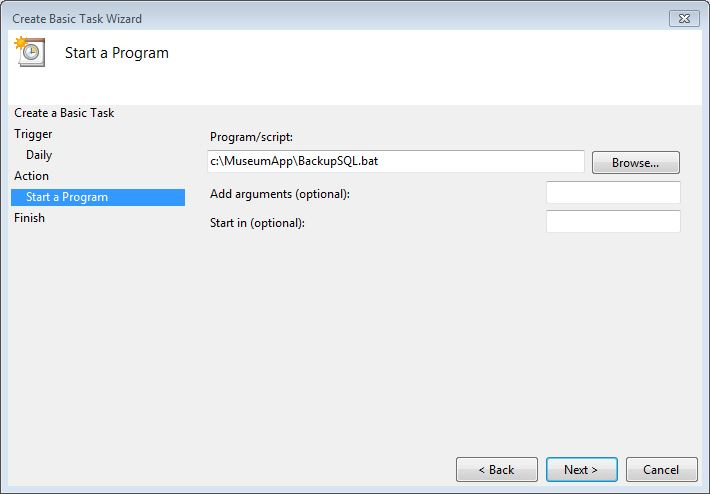 Create Basic Task Wizard
Start a Program
Create a Basic Task
Trigger
Daily
Action
Start a Program
Finish
Program/script:
c:\MuseumApp\BackupSQL.bat
Browse...
Add arguments (optional):
Start in (optional):
< Back
Next >
Cancel